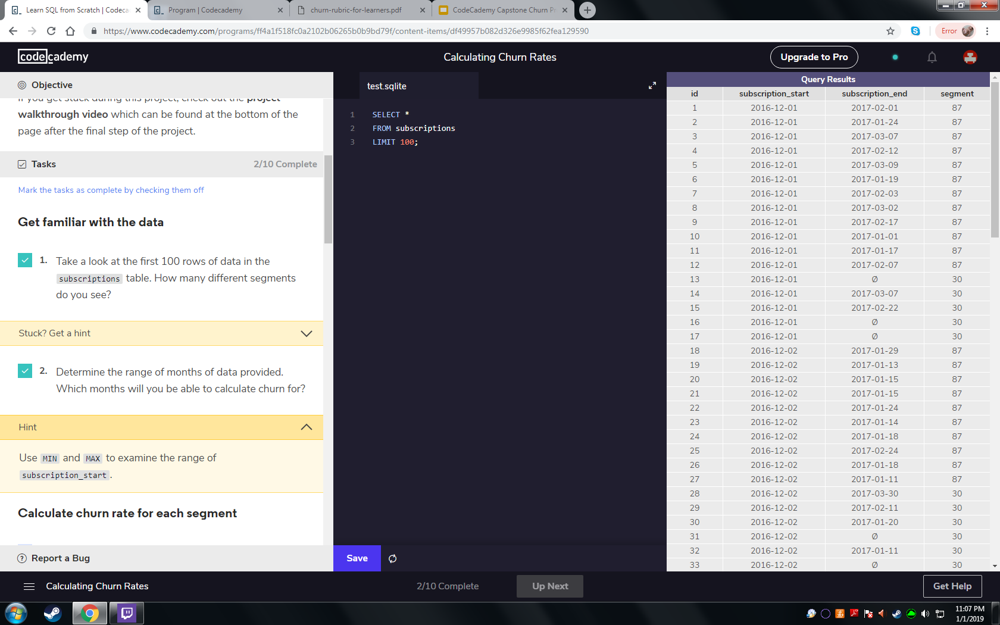 Learn SQL from Scratch | Codeca
Program | Codecademy
churn-rubric-for-learners.pdf
CodeCademy Capstone Churn Pr
https://www.codecademy.com/programs/ff4a1f518fc0a2102b06265b0b9bd79f/content-items/df49957b082d326e9985f62fea129590
Error
codecademy
Calculating Churn Rates
Upgrade to Pro
Objective
If you get stuck during this project, check out the project
walkthrough video which can be found at the bottom of the
page after the final step of the project.
Tasks
2/10 Complete
Mark the tasks as complete by checking them off
Get familiar with the data
1. Take a look at the first 100 rows of data in the
subscriptions table. How many different segments
do you see?
Stuck? Get a hint
2. Determine the range of months of data provided.
Which months will you be able to calculate churn for?
Hint
Use MIN and MAX to examine the range of
subscription_start.
Calculate churn rate for each segment
Report a Bug
test.sqlite
1 SELECT *
2 FROM subscriptions
3 LIMIT 100;
Save
Query Results
id subscription_start subscription_end segment
1 2016-12-01 2017-02-01 87
2 2016-12-01 2017-01-24 87
3 2016-12-01 2017-03-07 87
4 2016-12-01 2017-02-12 87
5 2016-12-01 2017-03-09 87
6 2016-12-01 2017-01-19 87
7 2016-12-01 2017-02-03 87
8 2016-12-01 2017-03-02 87
9 2016-12-01 2017-02-17 87
10 2016-12-01 2017-01-01 87
11 2016-12-01 2017-01-17 87
12 2016-12-01 2017-02-07 87
13 2016-12-01 Ø 30
14 2016-12-01 2017-03-07 30
15 2016-12-01 2017-02-22 30
16 2016-12-01 Ø 30
17 2016-12-01 Ø 30
18 2016-12-02 2017-01-29 87
19 2016-12-02 2017-01-13 87
20 2016-12-02 2017-01-15 87
21 2016-12-02 2017-01-15 87
22 2016-12-02 2017-01-24 87
23 2016-12-02 2017-01-14 87
24 2016-12-02 2017-01-18 87
25 2016-12-02 2017-02-24 87
26 2016-12-02 2017-01-18 87
27 2016-12-02 2017-01-11 87
28 2016-12-02 2017-03-30 30
29 2016-12-02 2017-02-11 30
30 2016-12-02 2017-01-20 30
31 2016-12-02 Ø 30
32 2016-12-02 2017-01-11 30
33 2016-12-02 Ø 30
Calculating Churn Rates
2/10 Complete
Up Next
Get Help
11:07 PM
1/1/2019